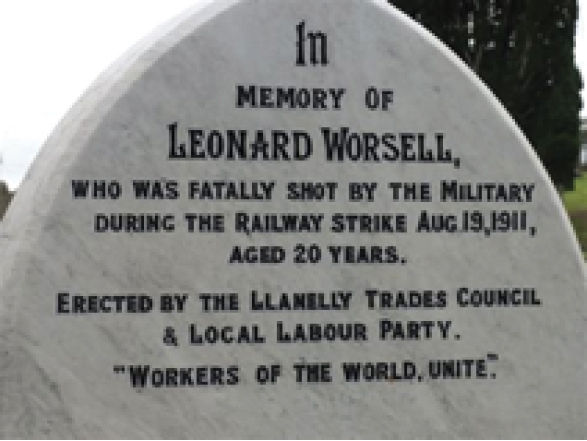 In
MEMORY OF
LEONARD WORSELL,
WHO WAS FATALLY SHOT BY THE MILITARY
DURING THE RAILWAY STRIKE AUG.19,1911,
AGED 20 YEARS.
ERECTED BY THE LLANELLY TRADES COUNCIL
& LOCAL LABOUR PARTY.
"WORKERS OF THE WORLD, UNITE".